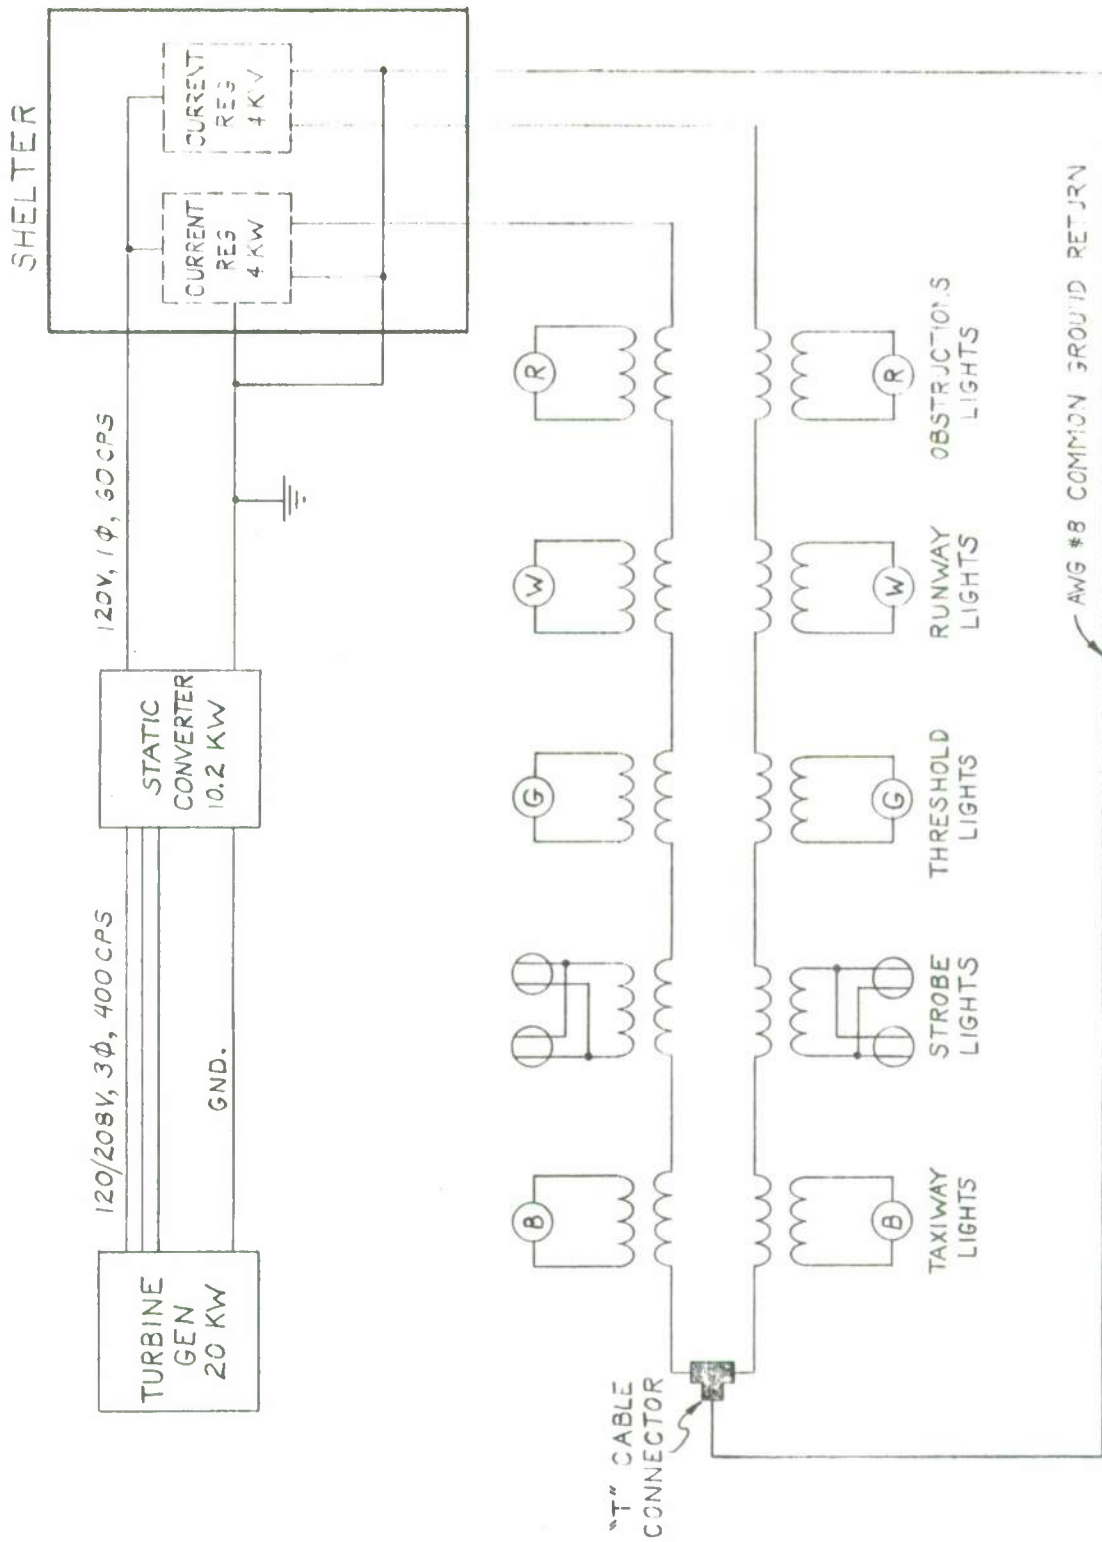 SHELTER
TURBINE
GEN
20 KW
120/208V, 3Φ, 400 CPS
GND.
STATIC
CONVERTER
10.2 KW
120V, 1Φ, 60 CPS
CURRENT
REG
4 KW
CURRENT
REG
4 KV
B
B
TAXIWAY
LIGHTS
STROBE
LIGHTS
G
G
THRESHOLD
LIGHTS
W
W
RUNWAY
LIGHTS
R
R
OBSTRUCTIONS
LIGHTS
"T" CABLE
CONNECTOR
AWG #8 COMMON GROUND RETURN